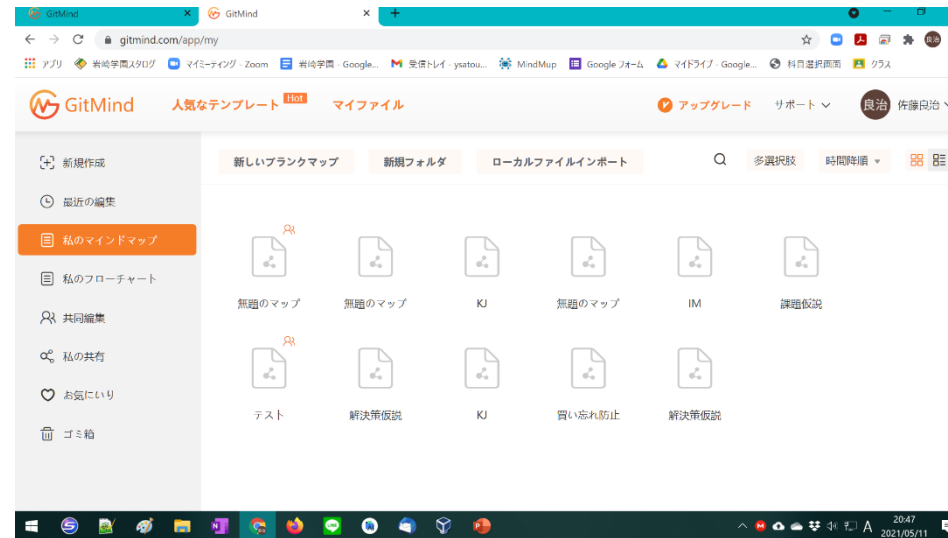 GitMind
GitMind
gitmind.com/app/my
良治
アプリ 岩崎学園スタログ マイミーティング - Zoom 岩崎学園 - Google... 受信トレイ - ysatou... MindMup Google フォーム マイドライブ - Google... 科目選択画面 クラス
GitMind 人気なテンプレート Hot マイファイル アップグレード サポート 良治 佐藤良治
新規作成 新しいブランクマップ 新規フォルダ ローカルファイルインポート 多選択肢 時間降順
最近の編集
私のマインドマップ
私のフローチャート
無題のマップ 無題のマップ KJ 無題のマップ IM 課題仮説
共同編集
私の共有
お気にいり
テスト 解決策仮説 KJ 買い忘れ防止 解決策仮説
ゴミ箱
A 20:47
2021/05/11